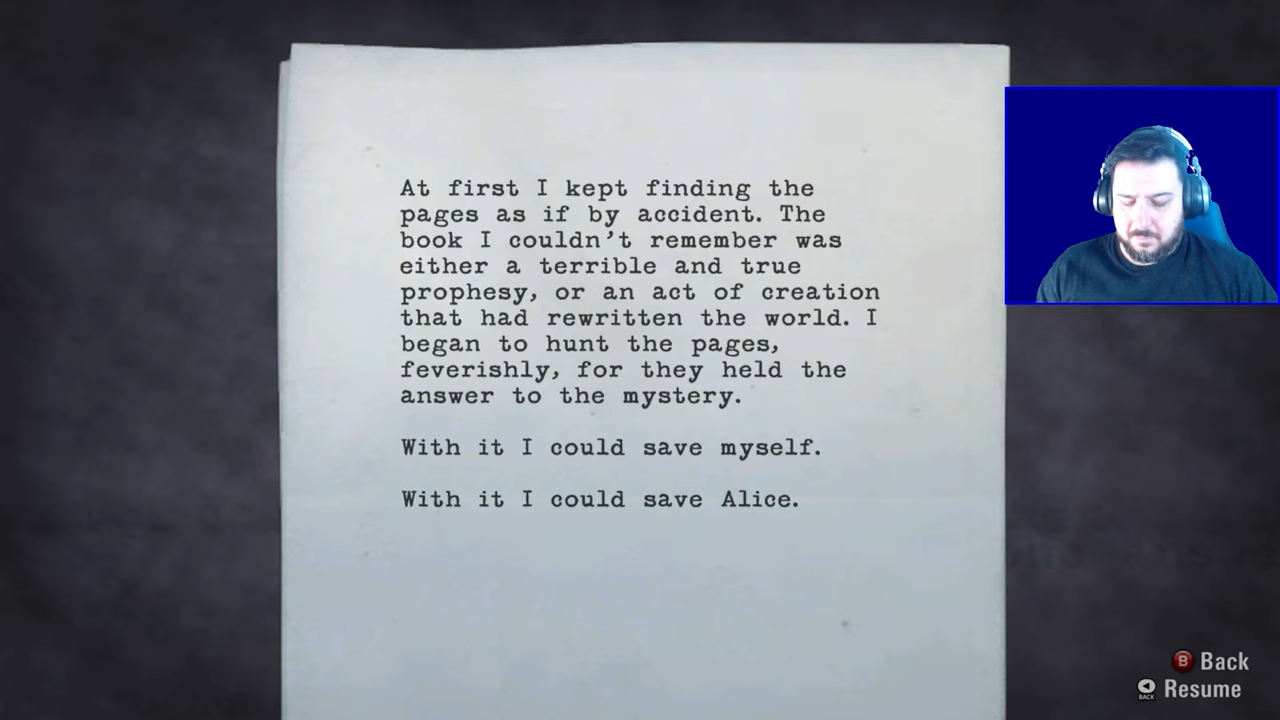 At first I kept finding the
pages as if by accident. The
book I couldn't remember was
either a terrible and true
prophesy, or an act of creation
that had rewritten the world. I
began to hunt the pages,
feverishly, for they held the
answer to the mystery.
With it I could save myself.
With it I could save Alice.
B Back
BACK Resume